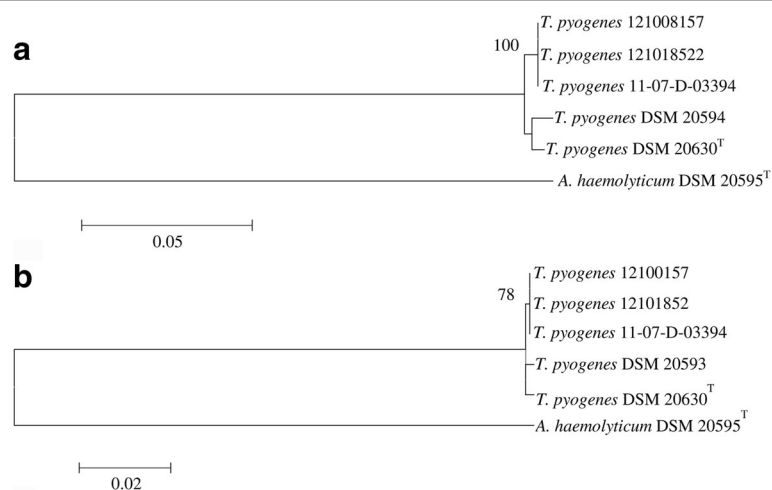 a
100
T. pyogenes 121008157
T. pyogenes 121018522
T. pyogenes 11-07-D-03394
T. pyogenes DSM 20594
T. pyogenes DSM 20630T
A. haemolyticum DSM 20595T
0.05
b
78
T. pyogenes 12100157
T. pyogenes 12101852
T. pyogenes 11-07-D-03394
T. pyogenes DSM 20593
T. pyogenes DSM 20630T
A. haemolyticum DSM 20595T
0.02